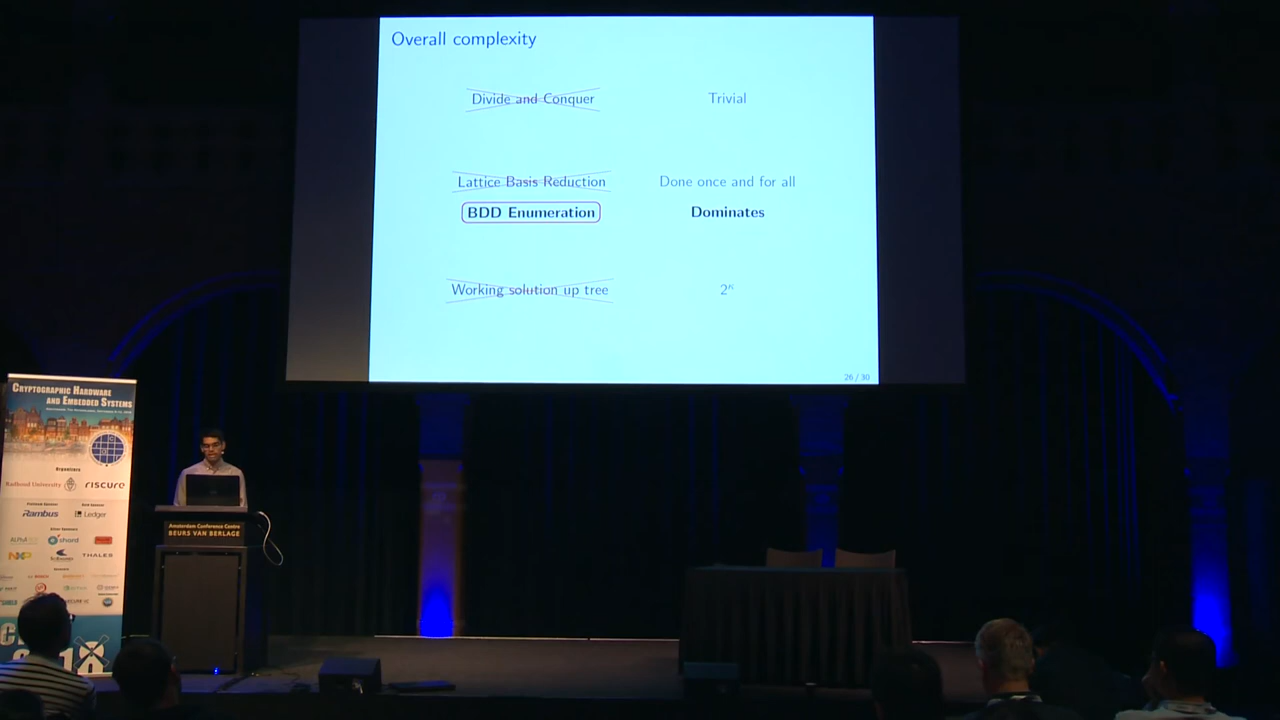 Overall complexity
Divide and Conquer Trivial
Lattice Basis Reduction Done once and for all
BDD Enumeration Dominates
Working solution up tree 2^κ
26 / 30
Cryptographic Hardware
and Embedded Systems
Organizers
Radboud University riscure
Rambus Ledger
NXP THALES
Amsterdam Conference Centre
BEURS VAN BERLAGE